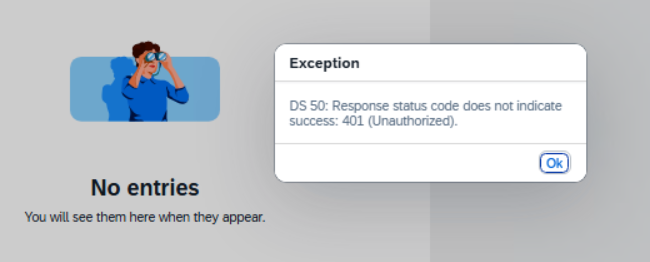 Exception
DS 50: Response status code does not indicate
success: 401 (Unauthorized).
Ok
No entries
You will see them here when they appear.